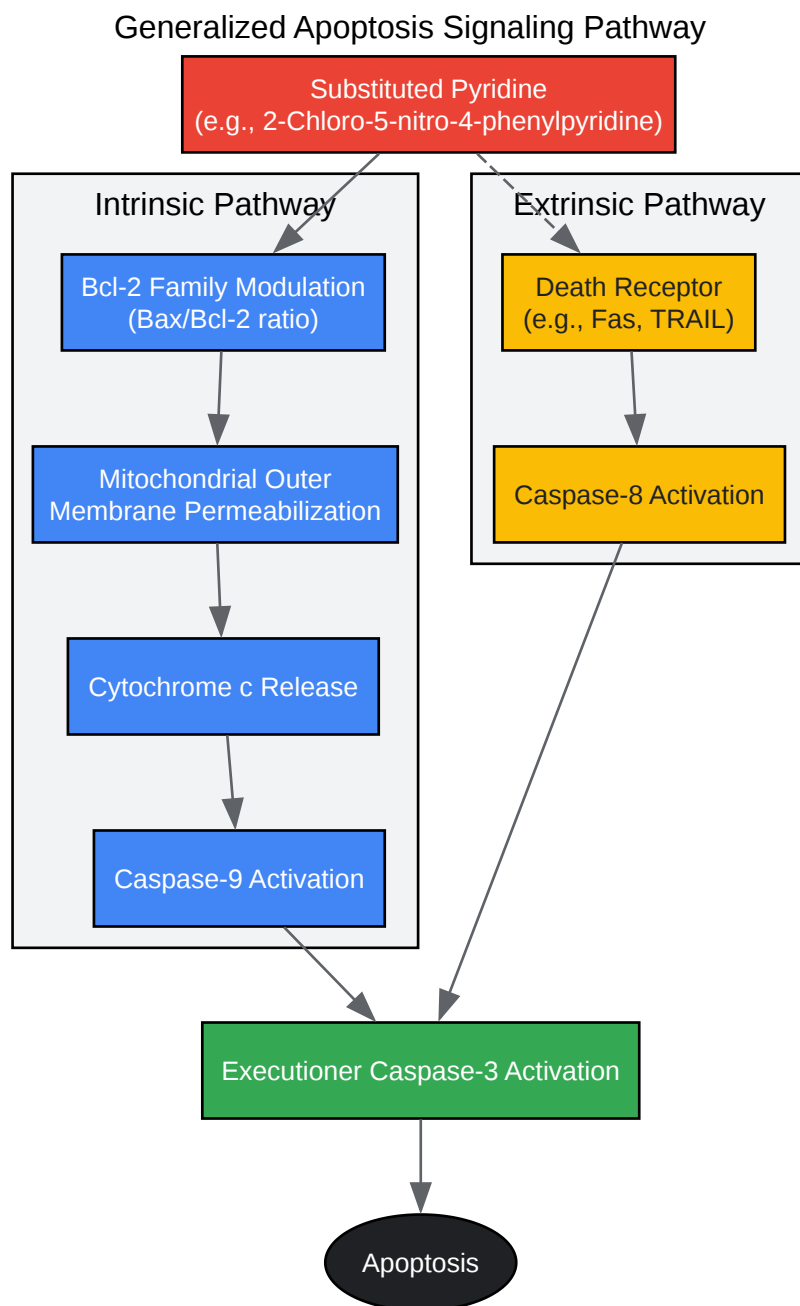 Generalized Apoptosis Signaling Pathway
Substituted Pyridine
(e.g., 2-Chloro-5-nitro-4-phenylpyridine)
Intrinsic Pathway
Bcl-2 Family Modulation
(Bax/Bcl-2 ratio)
Mitochondrial Outer
Membrane Permeabilization
Cytochrome c Release
Caspase-9 Activation
Extrinsic Pathway
Death Receptor
(e.g., Fas, TRAIL)
Caspase-8 Activation
Executioner Caspase-3 Activation
Apoptosis